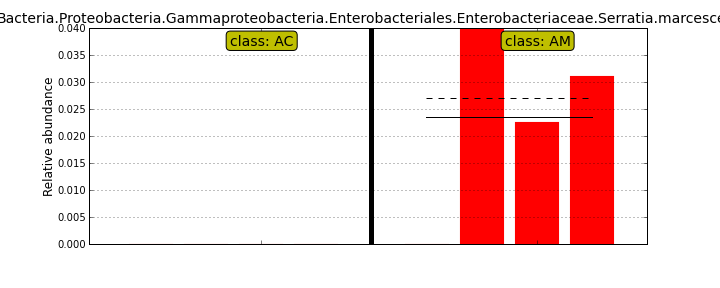 Bacteria.Proteobacteria.Gammaproteobacteria.Enterobacteriales.Enterobacteriaceae.Serratia.marcesce
class: AC
class: AM
Relative abundance
0.040
0.035
0.030
0.025
0.020
0.015
0.010
0.005
0.000